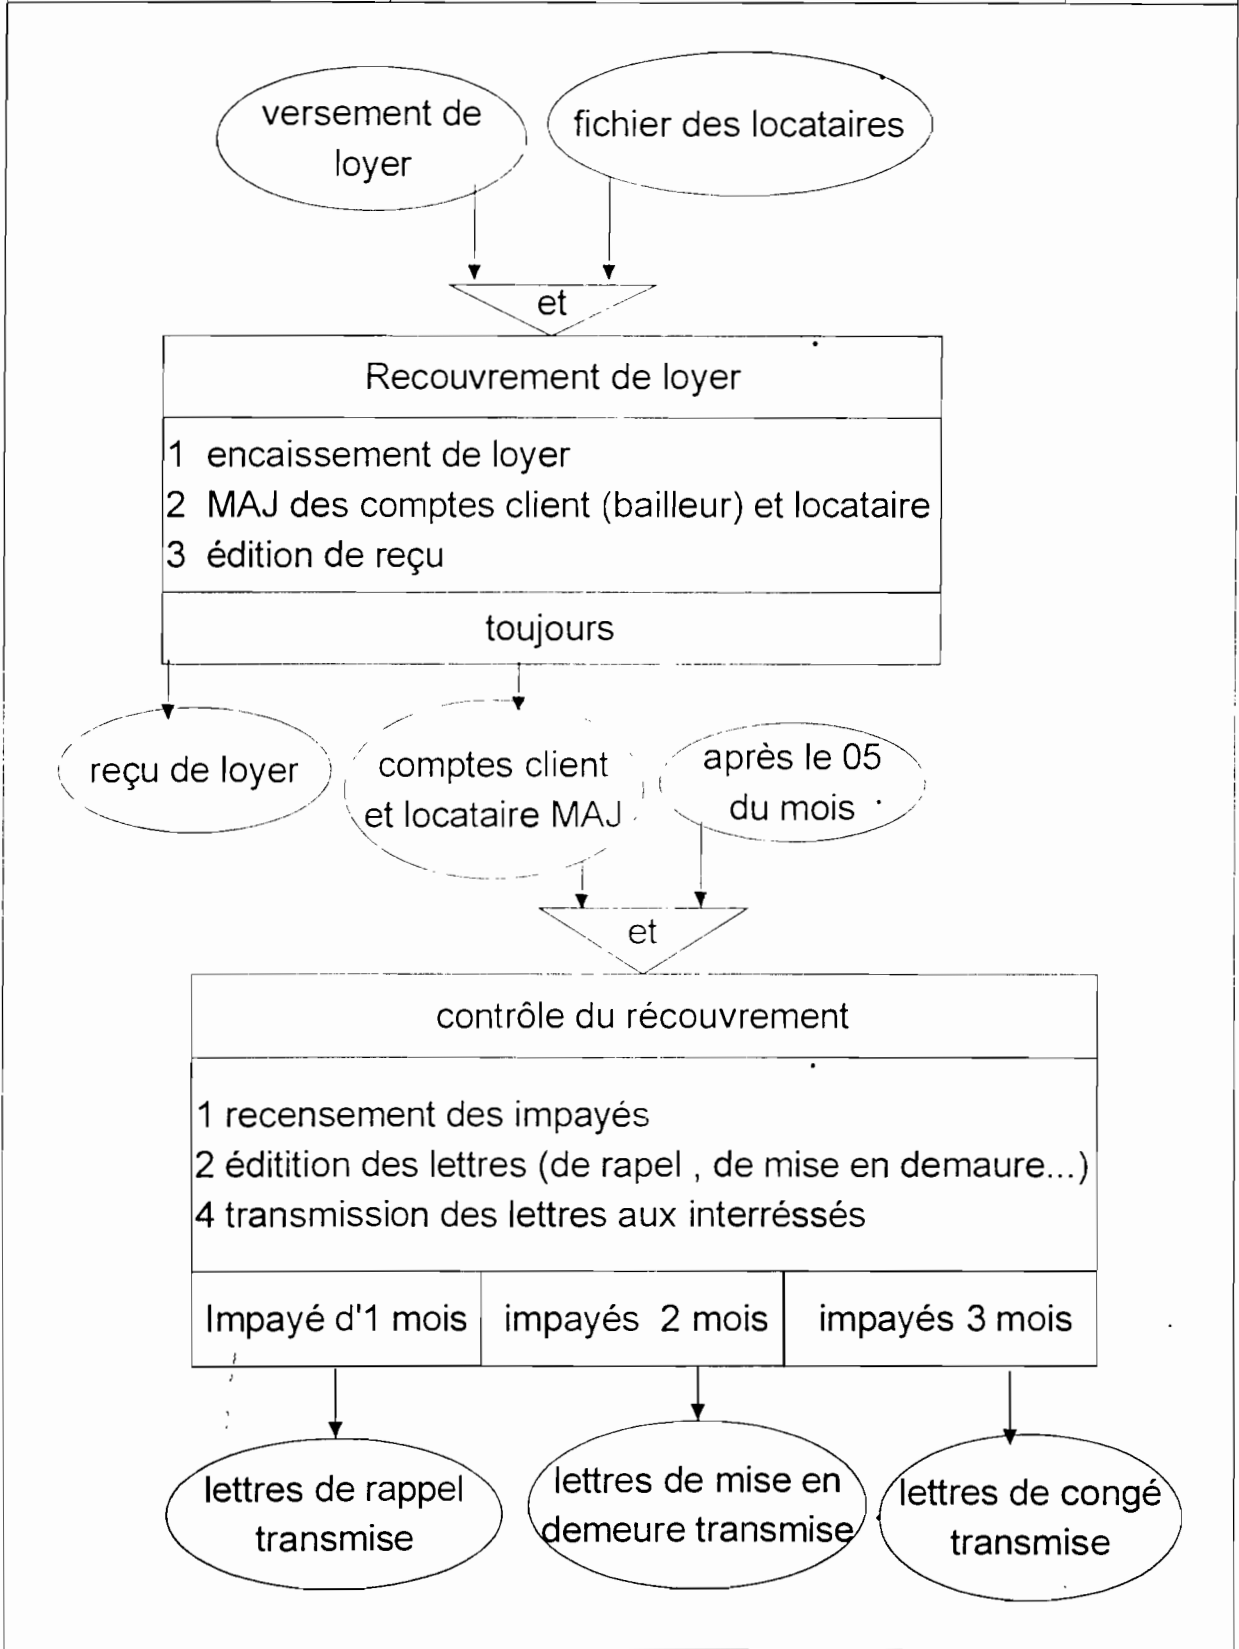 versement de
loyer
fichier des locataires
et
Recouvrement de loyer
1 encaissement de loyer
2 MAJ des comptes client (bailleur) et locataire
3 édition de reçu
toujours
reçu de loyer
comptes client
et locataire MAJ
après le 05
du mois
et
contrôle du récouvrement
1 recensement des impayés
2 éditition des lettres (de rapel , de mise en demaure...)
4 transmission des lettres aux interréssés
Impayé d'1 mois
impayés 2 mois
impayés 3 mois
lettres de rappel
transmise
lettres de mise en
demeure transmise
lettres de congé
transmise